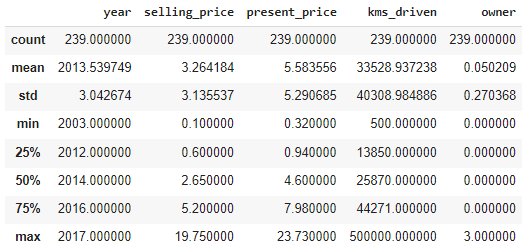 year selling_price present_price kms_driven owner
count 239.000000 239.000000 239.000000 239.000000 239.000000
mean 2013.539749 3.264184 5.583556 33528.937238 0.050209
std 3.042674 3.135537 5.290685 40308.984886 0.270368
min 2003.000000 0.100000 0.320000 500.000000 0.000000
25% 2012.000000 0.600000 0.940000 13850.000000 0.000000
50% 2014.000000 2.650000 4.600000 25870.000000 0.000000
75% 2016.000000 5.200000 7.980000 44271.000000 0.000000
max 2017.000000 19.750000 23.730000 500000.000000 3.000000